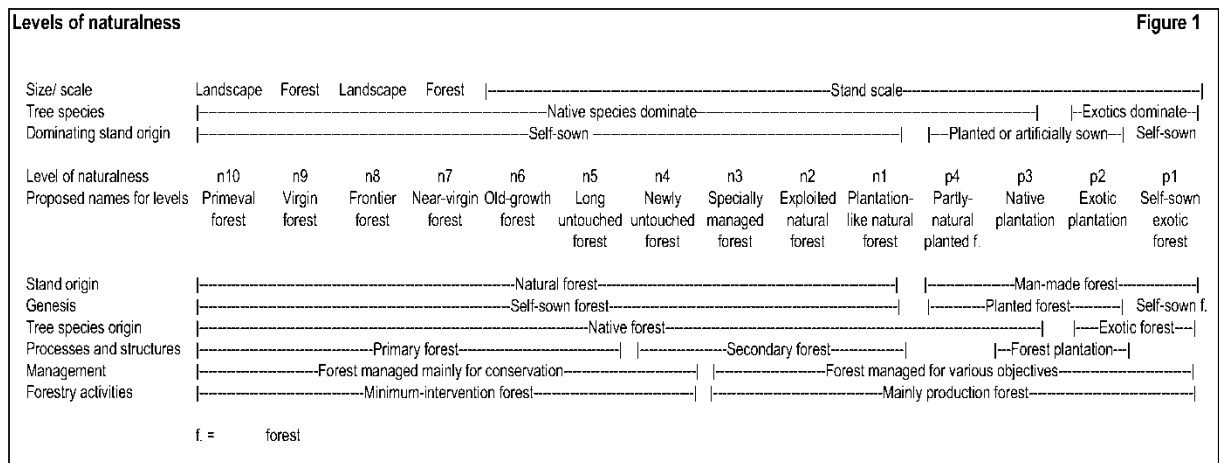 Levels of naturalness Figure 1
Size/ scale Landscape Forest Landscape Forest |---Stand scale---|
Tree species |---Native species dominate---| |--Exotics dominate--|
Dominating stand origin |---Self-sown---| |--Planted or artificially sown---| Self-sown
Level of naturalness n10 n9 n8 n7 n6 n5 n4 n3 n2 n1 p4 p3 p2 p1
Proposed names for levels Primeval Virgin Frontier Near-virgin Old-growth Long Newly Specially Exploited Plantation- Partly- Native Exotic Self-sown
forest forest forest forest forest untouched untouched managed natural like natural natural plantation plantation exotic
forest forest forest forest forest planted f. forest
Stand origin |---Natural forest---| |---Man-made forest---|
Genesis |---Self-sown forest---| |---Planted forest---| Self-sown f.
Tree species origin |---Native forest---| |---Exotic forest---|
Processes and structures |---Primary forest---| |---Secondary forest---| |--Forest plantation---|
Management |---Forest managed mainly for conservation---| |---Forest managed for various objectives---|
Forestry activities |---Minimum-intervention forest---| |---Mainly production forest---|
f. = forest